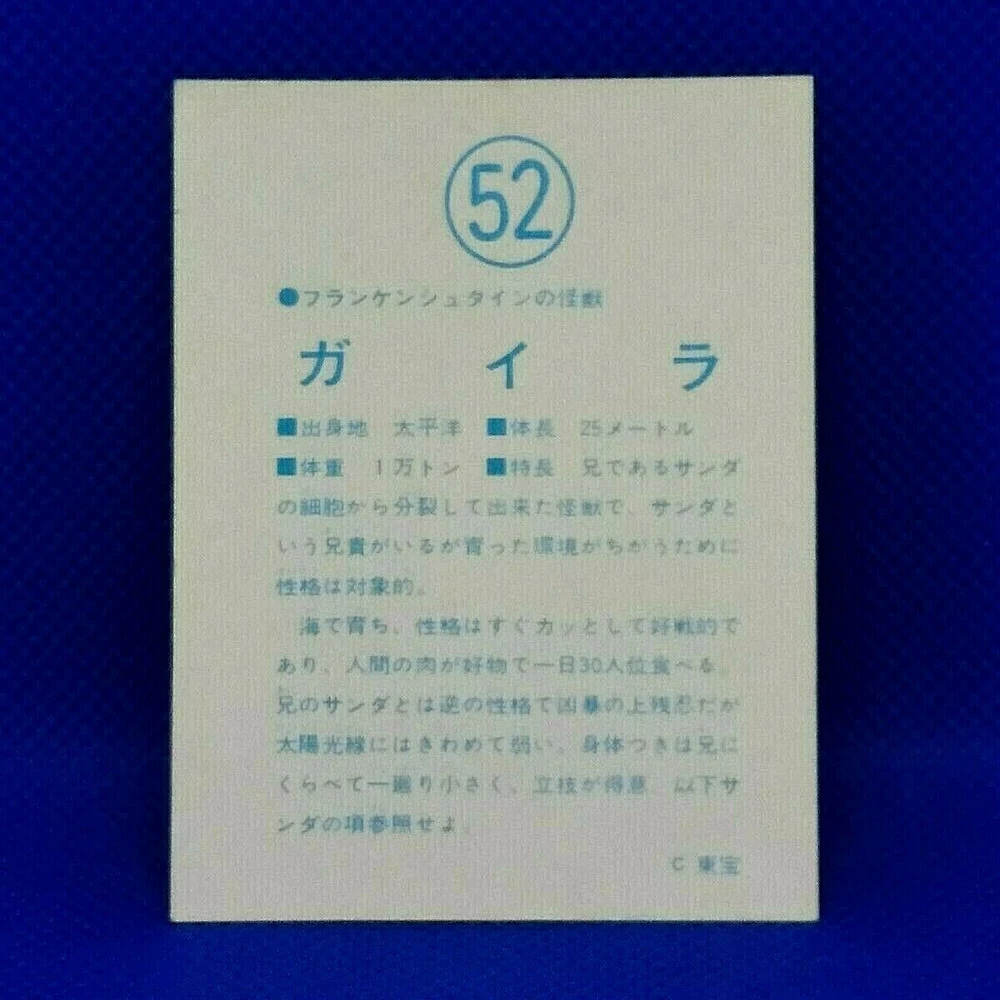 52
●フランケンシュタインの怪獣
ガイラ
■出身地　太平洋　■体長　25メートル
■体重　1万トン　■特長　兄であるサンダ
の細胞から分裂して出来た怪獣で、サンダと
いう兄貴がいるが育った環境がちがうために
性格は対象的。
　海で育ち、性格はすぐカッとして好戦的で
あり、人間の肉が好物で一日30人位食べる。
兄のサンダとは逆の性格で凶暴の上残忍だが
太陽光線にはきわめて弱い。身体つきは兄に
くらべて一廻り小さく、立枝が得意　以下サ
ンダの項参照せよ。
C 東宝